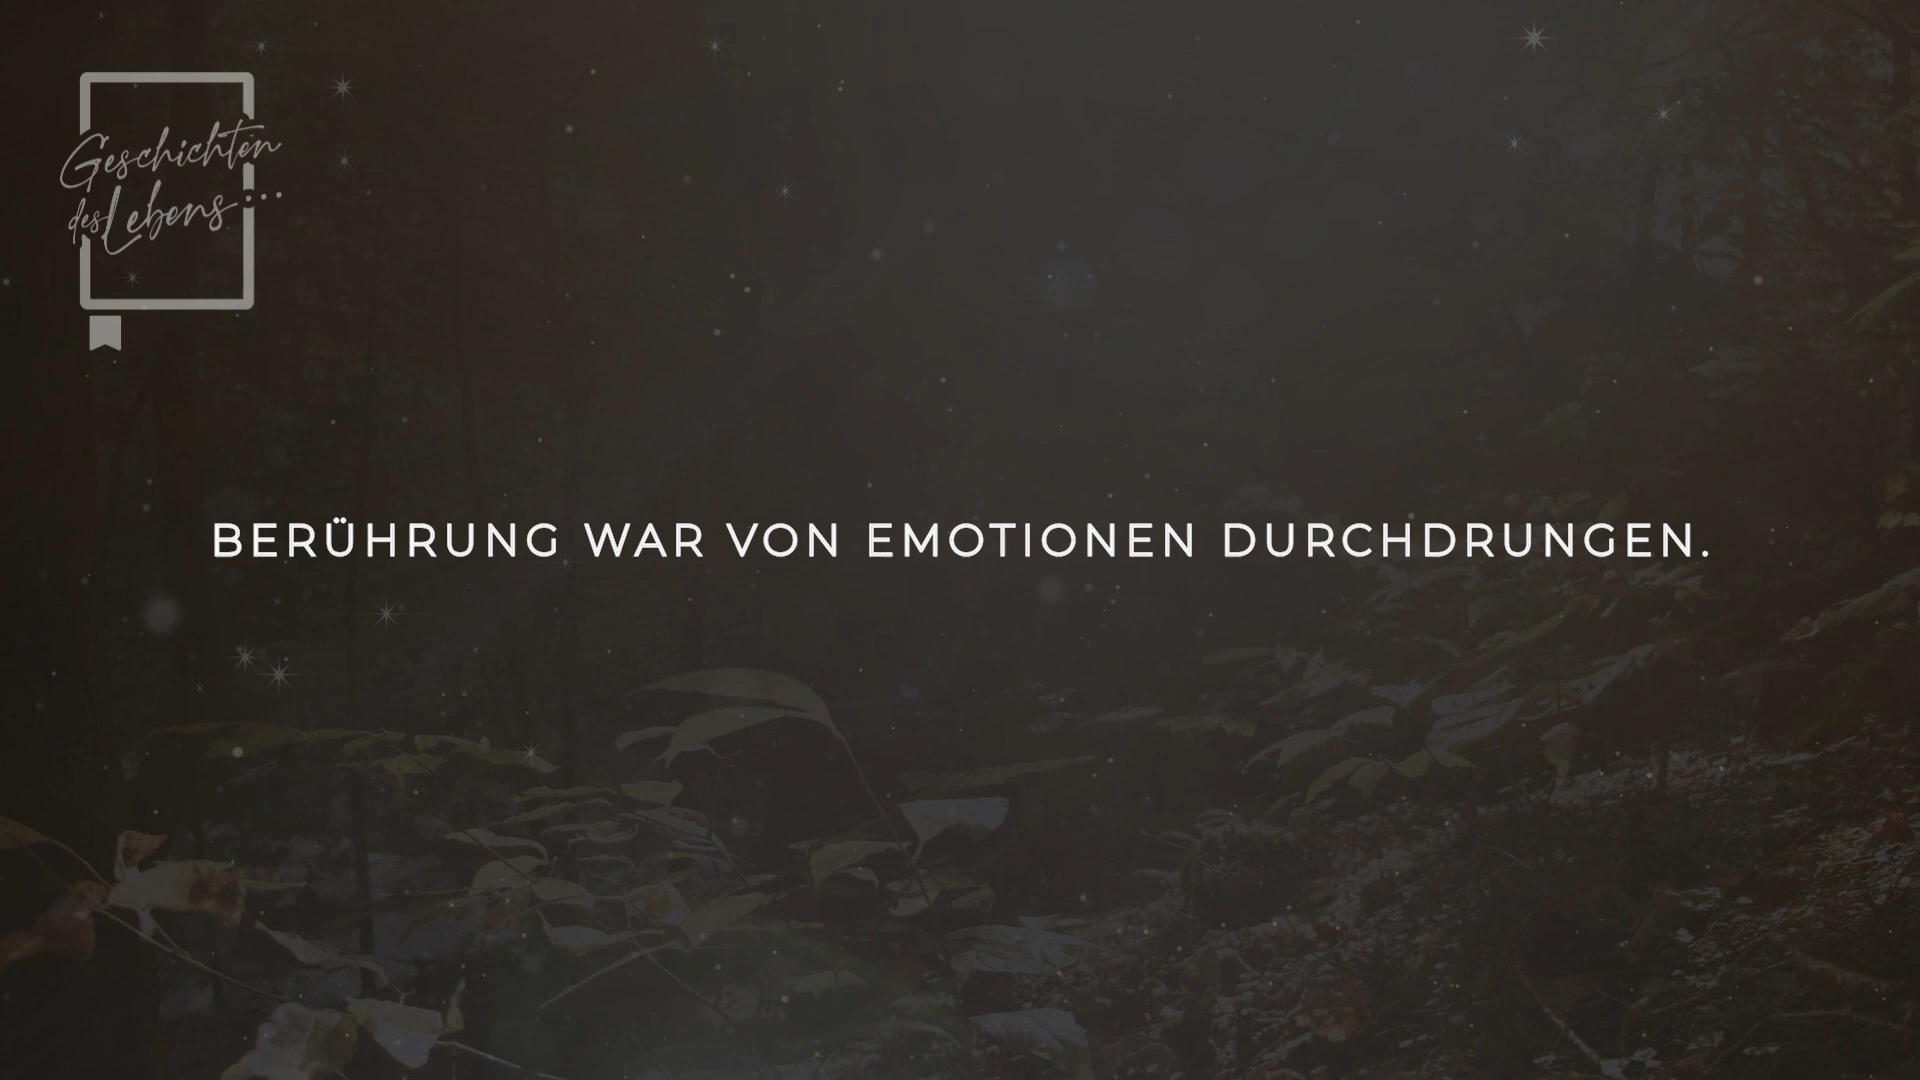 Geschichten
des Lebens...
BERÜHRUNG WAR VON EMOTIONEN DURCHDRUNGEN.